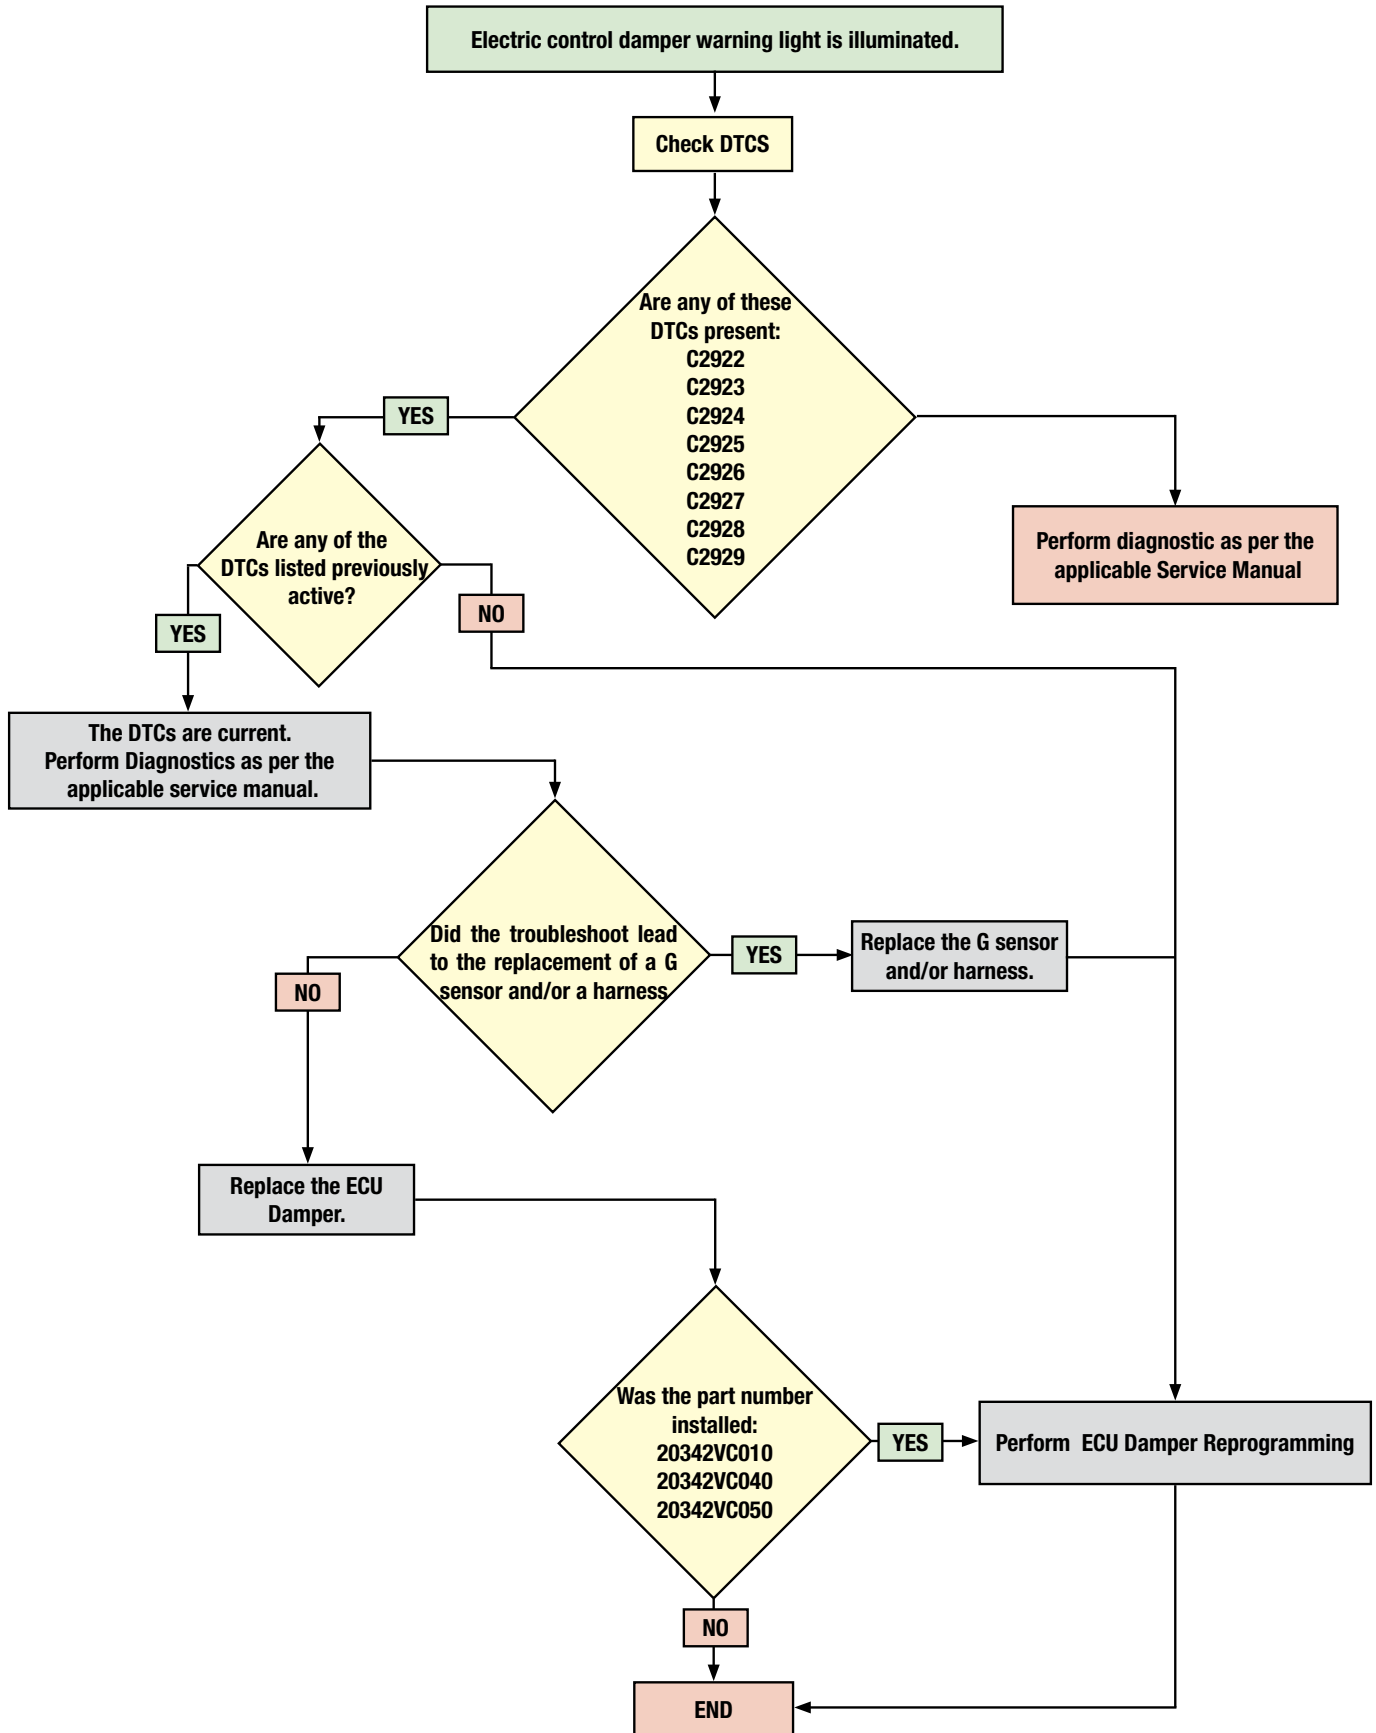 Electric control damper warning light is illuminated.
Check DTCS
Are any of these
DTCs present:
C2922
C2923
C2924
C2925
C2926
C2927
C2928
C2929
YES
Perform diagnostic as per the
applicable Service Manual
Are any of the
DTCs listed previously
active?
YES
NO
The DTCs are current.
Perform Diagnostics as per the
applicable service manual.
Did the troubleshoot lead
to the replacement of a G
sensor and/or a harness
YES
Replace the G sensor
and/or harness.
NO
Replace the ECU
Damper.
Was the part number
installed:
20342VC010
20342VC040
20342VC050
YES
Perform ECU Damper Reprogramming
NO
END